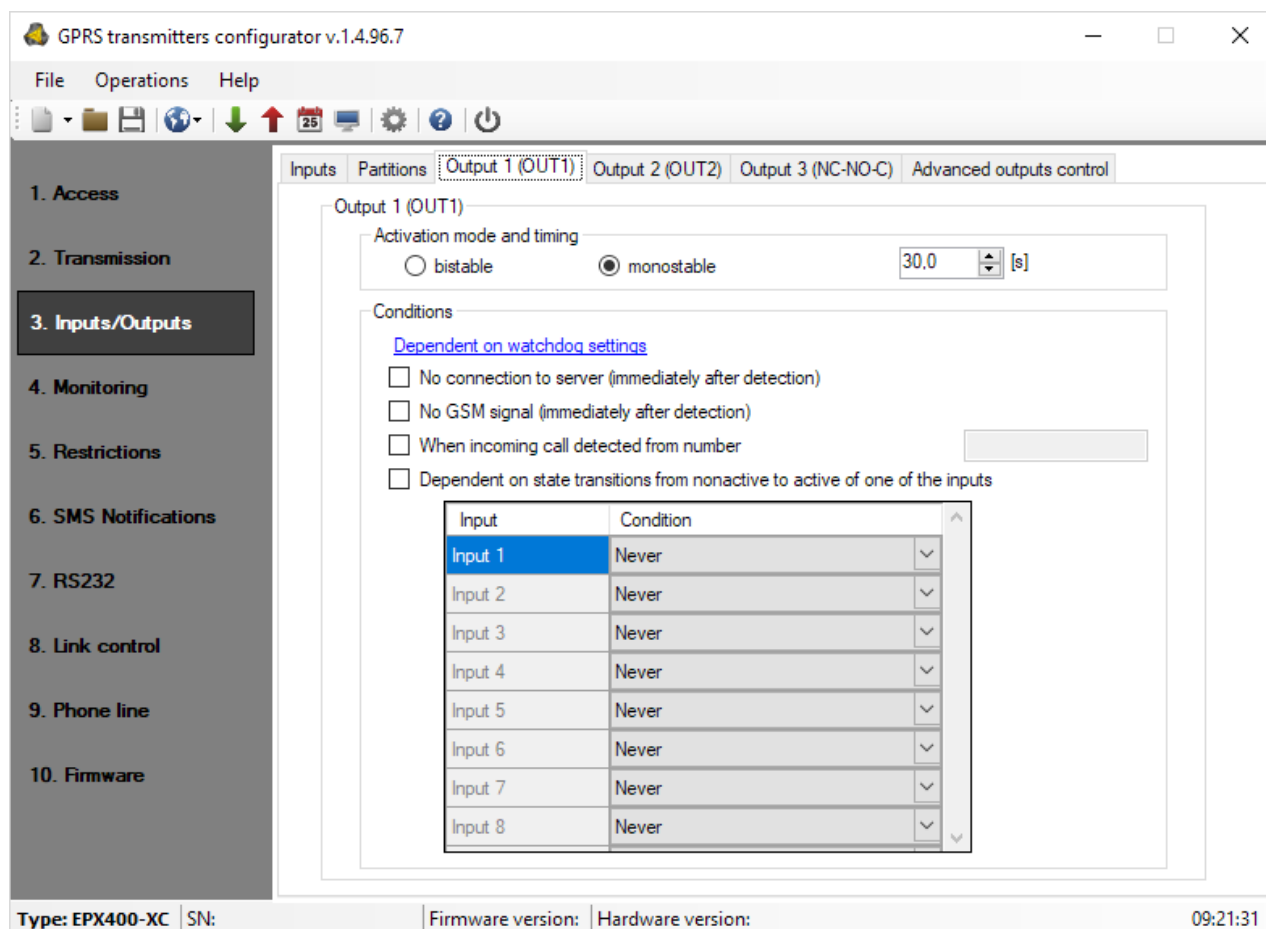 GPRS transmitters configurator v.1.4.96.7
File Operations Help
25
Inputs Partitions Output 1 (OUT1) Output 2 (OUT2) Output 3 (NC-NO-C) Advanced outputs control
1. Access
2. Transmission
3. Inputs/Outputs
4. Monitoring
5. Restrictions
6. SMS Notifications
7. RS232
8. Link control
9. Phone line
10. Firmware
Output 1 (OUT1)
Activation mode and timing
bistable monostable 30,0 [s]
Conditions
Dependent on watchdog settings
No connection to server (immediately after detection)
No GSM signal (immediately after detection)
When incoming call detected from number
Dependent on state transitions from nonactive to active of one of the inputs
Input Condition
Input 1 Never
Input 2 Never
Input 3 Never
Input 4 Never
Input 5 Never
Input 6 Never
Input 7 Never
Input 8 Never
Type: EPX400-XC SN: Firmware version: Hardware version: 09:21:31